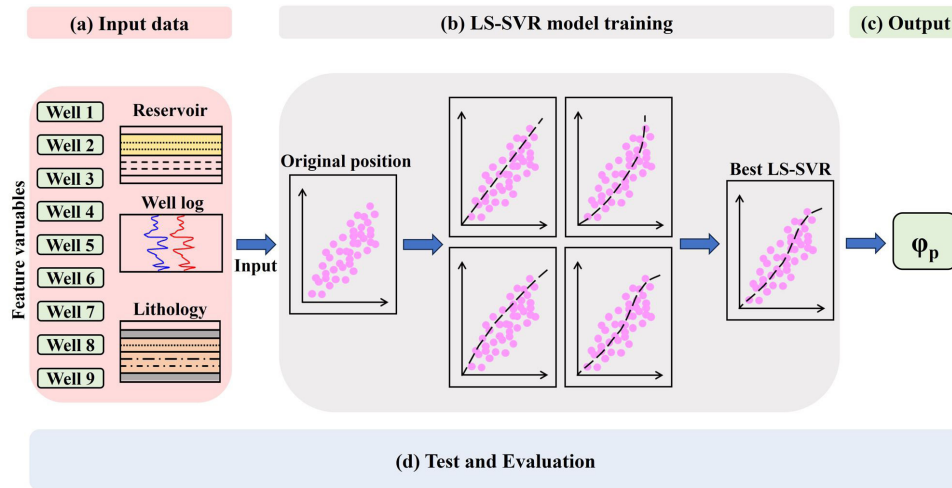 (a) Input data
(b) LS-SVR model training
(c) Output
Feature varuables
Well 1
Well 2
Well 3
Well 4
Well 5
Well 6
Well 7
Well 8
Well 9
Reservoir
Well log
Lithology
Input
Original position
Best LS-SVR
φp
(d) Test and Evaluation